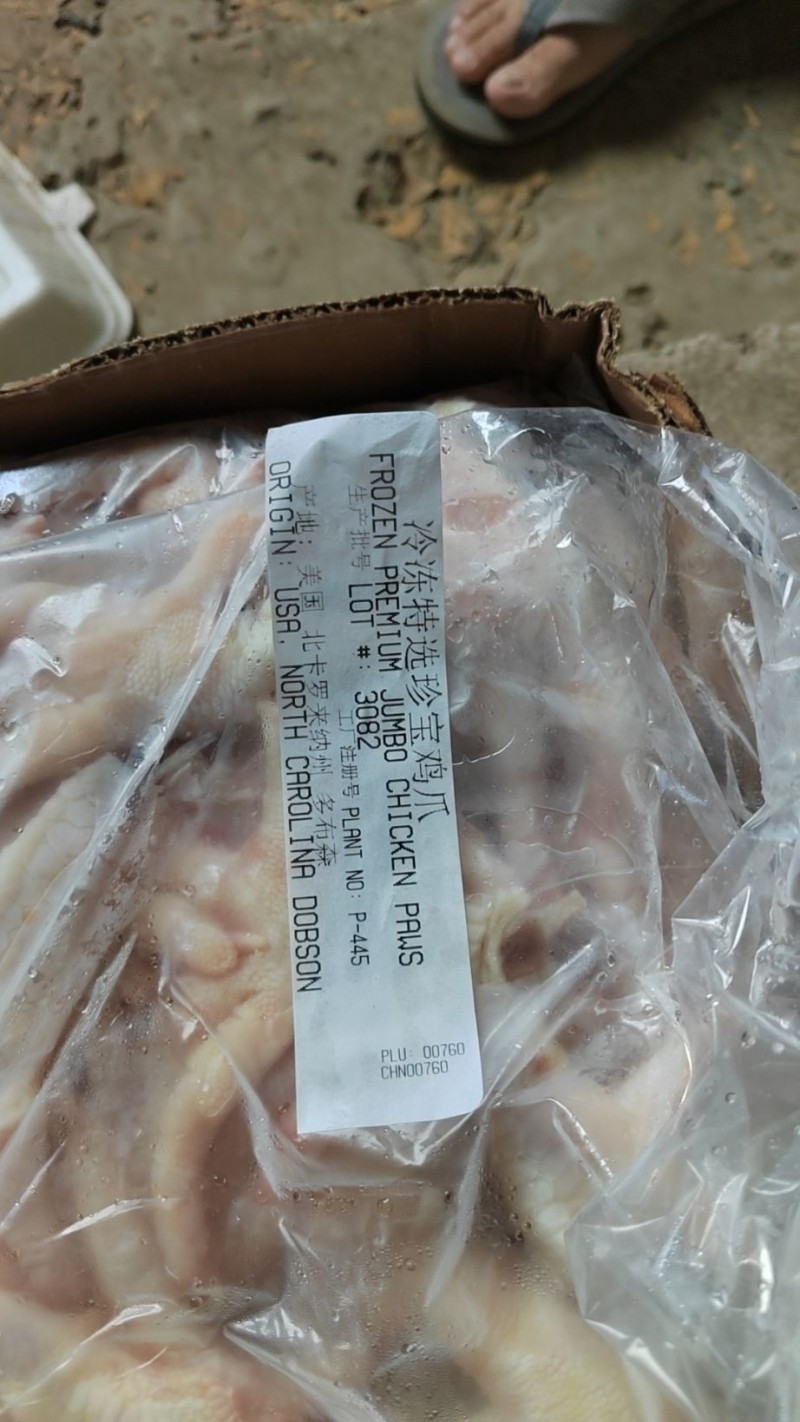 冷冻特选珍宝鸡爪
FROZEN PREMIUM JUMBO CHICKEN PAWS
生产批号 LOT #: 3082
工厂注册号 PLANT NO: P-445
产地: 美国 北卡罗来纳州 多布森
ORIGIN: USA, NORTH CAROLINA DOBSON
PLU: 00760
CHN00760